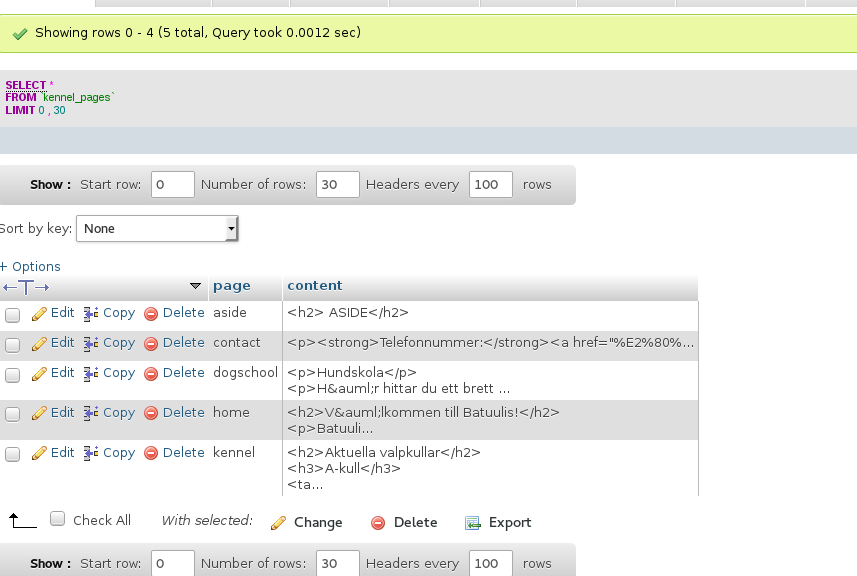 Showing rows 0 - 4 (5 total, Query took 0.0012 sec)
SELECT *
FROM `kennel_pages`
LIMIT 0 , 30
Show : Start row: 0 Number of rows: 30 Headers every 100 rows
Sort by key: None
+ Options
←T→ page content
Edit Copy Delete aside <h2> ASIDE</h2>
Edit Copy Delete contact <p><strong>Telefonnummer:</strong><a href="%E2%80%...
Edit Copy Delete dogschool <p>Hundskola</p>
<p>H&auml;r hittar du ett brett ...
Edit Copy Delete home <h2>V&auml;lkommen till Batuulis!</h2>
<p>Batuuli...
Edit Copy Delete kennel <h2>Aktuella valpkullar</h2>
<h3>A-kull</h3>
<ta...
Check All With selected: Change Delete Export
Show : Start row: 0 Number of rows: 30 Headers every 100 rows